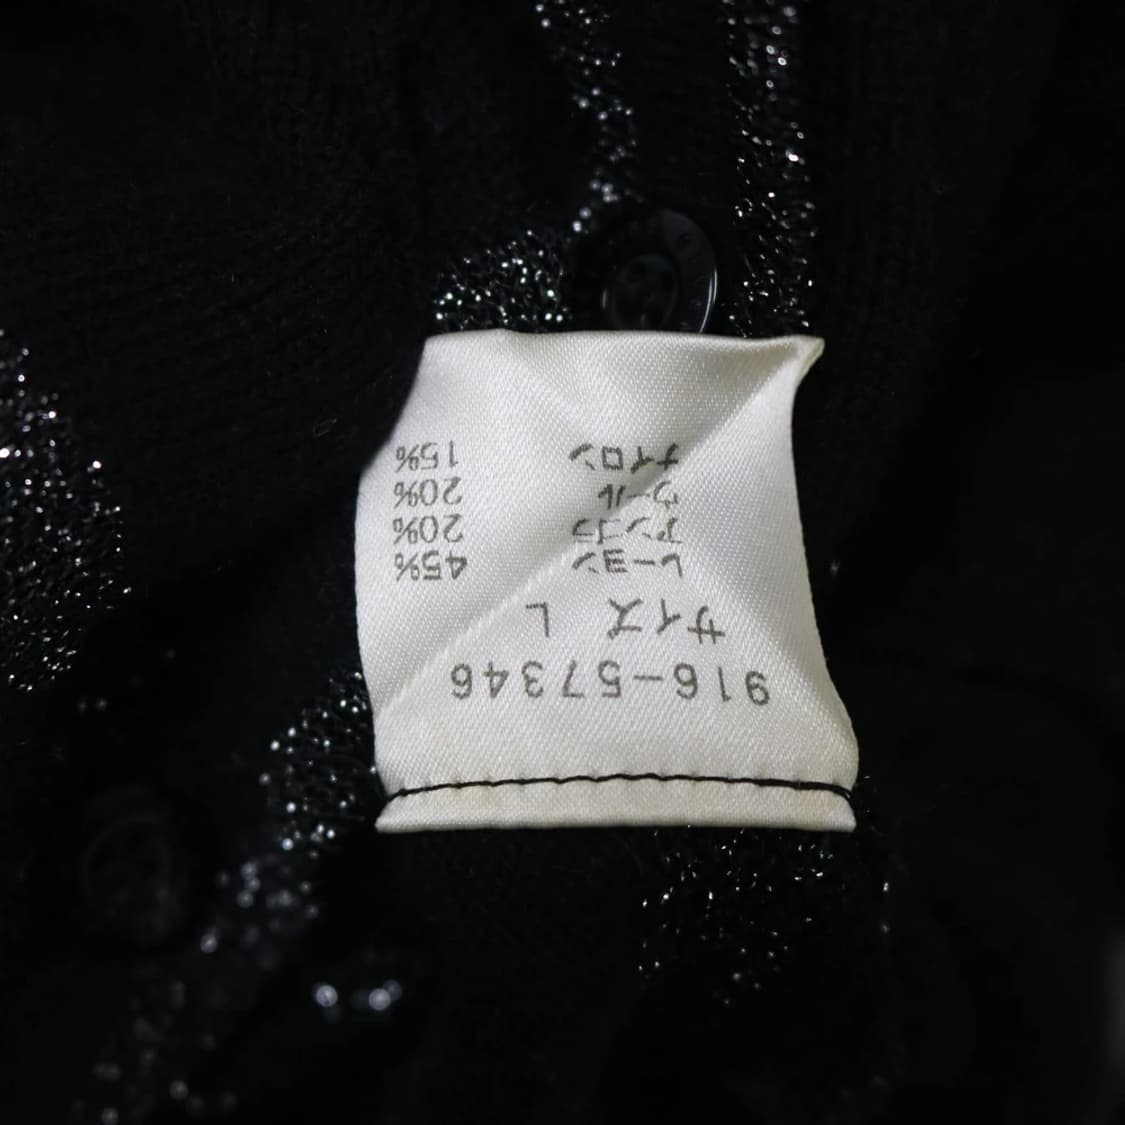 916-57346
サイズ L
レーヨン 45%
アンゴラ 20%
ウール 20%
ナイロン 15%